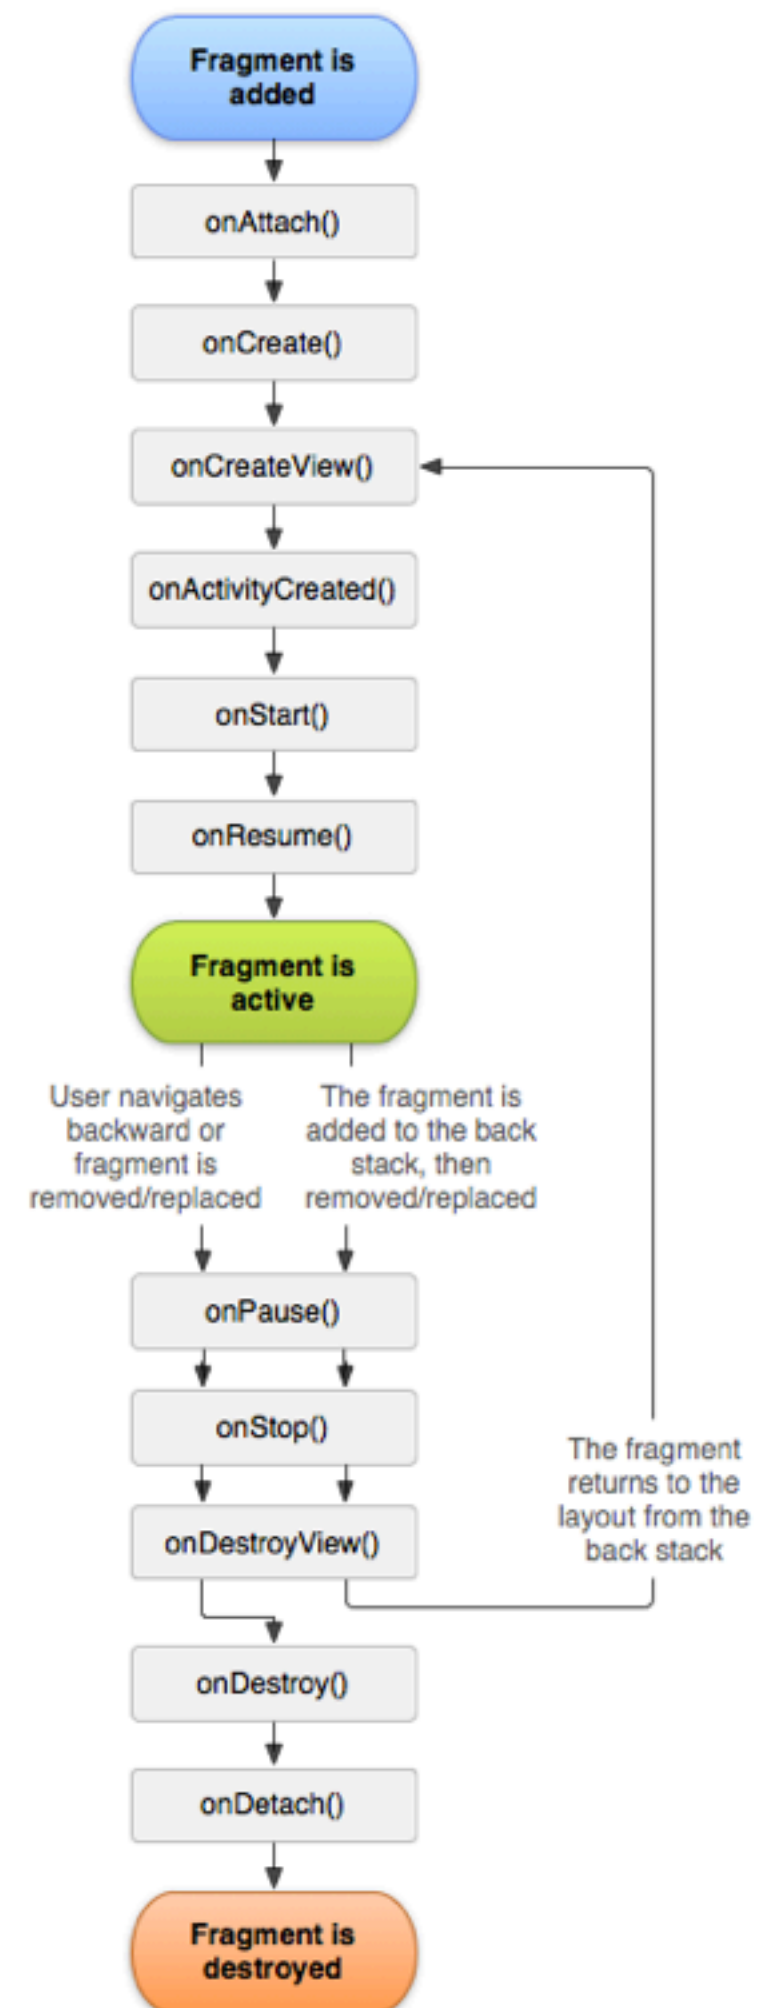 Fragment is
added
onAttach()
onCreate()
onCreateView()
onActivityCreated()
onStart()
onResume()
Fragment is
active
User navigates
backward or
fragment is
removed/replaced
The fragment is
added to the back
stack, then
removed/replaced
onPause()
onStop()
onDestroyView()
The fragment
returns to the
layout from the
back stack
onDestroy()
onDetach()
Fragment is
destroyed